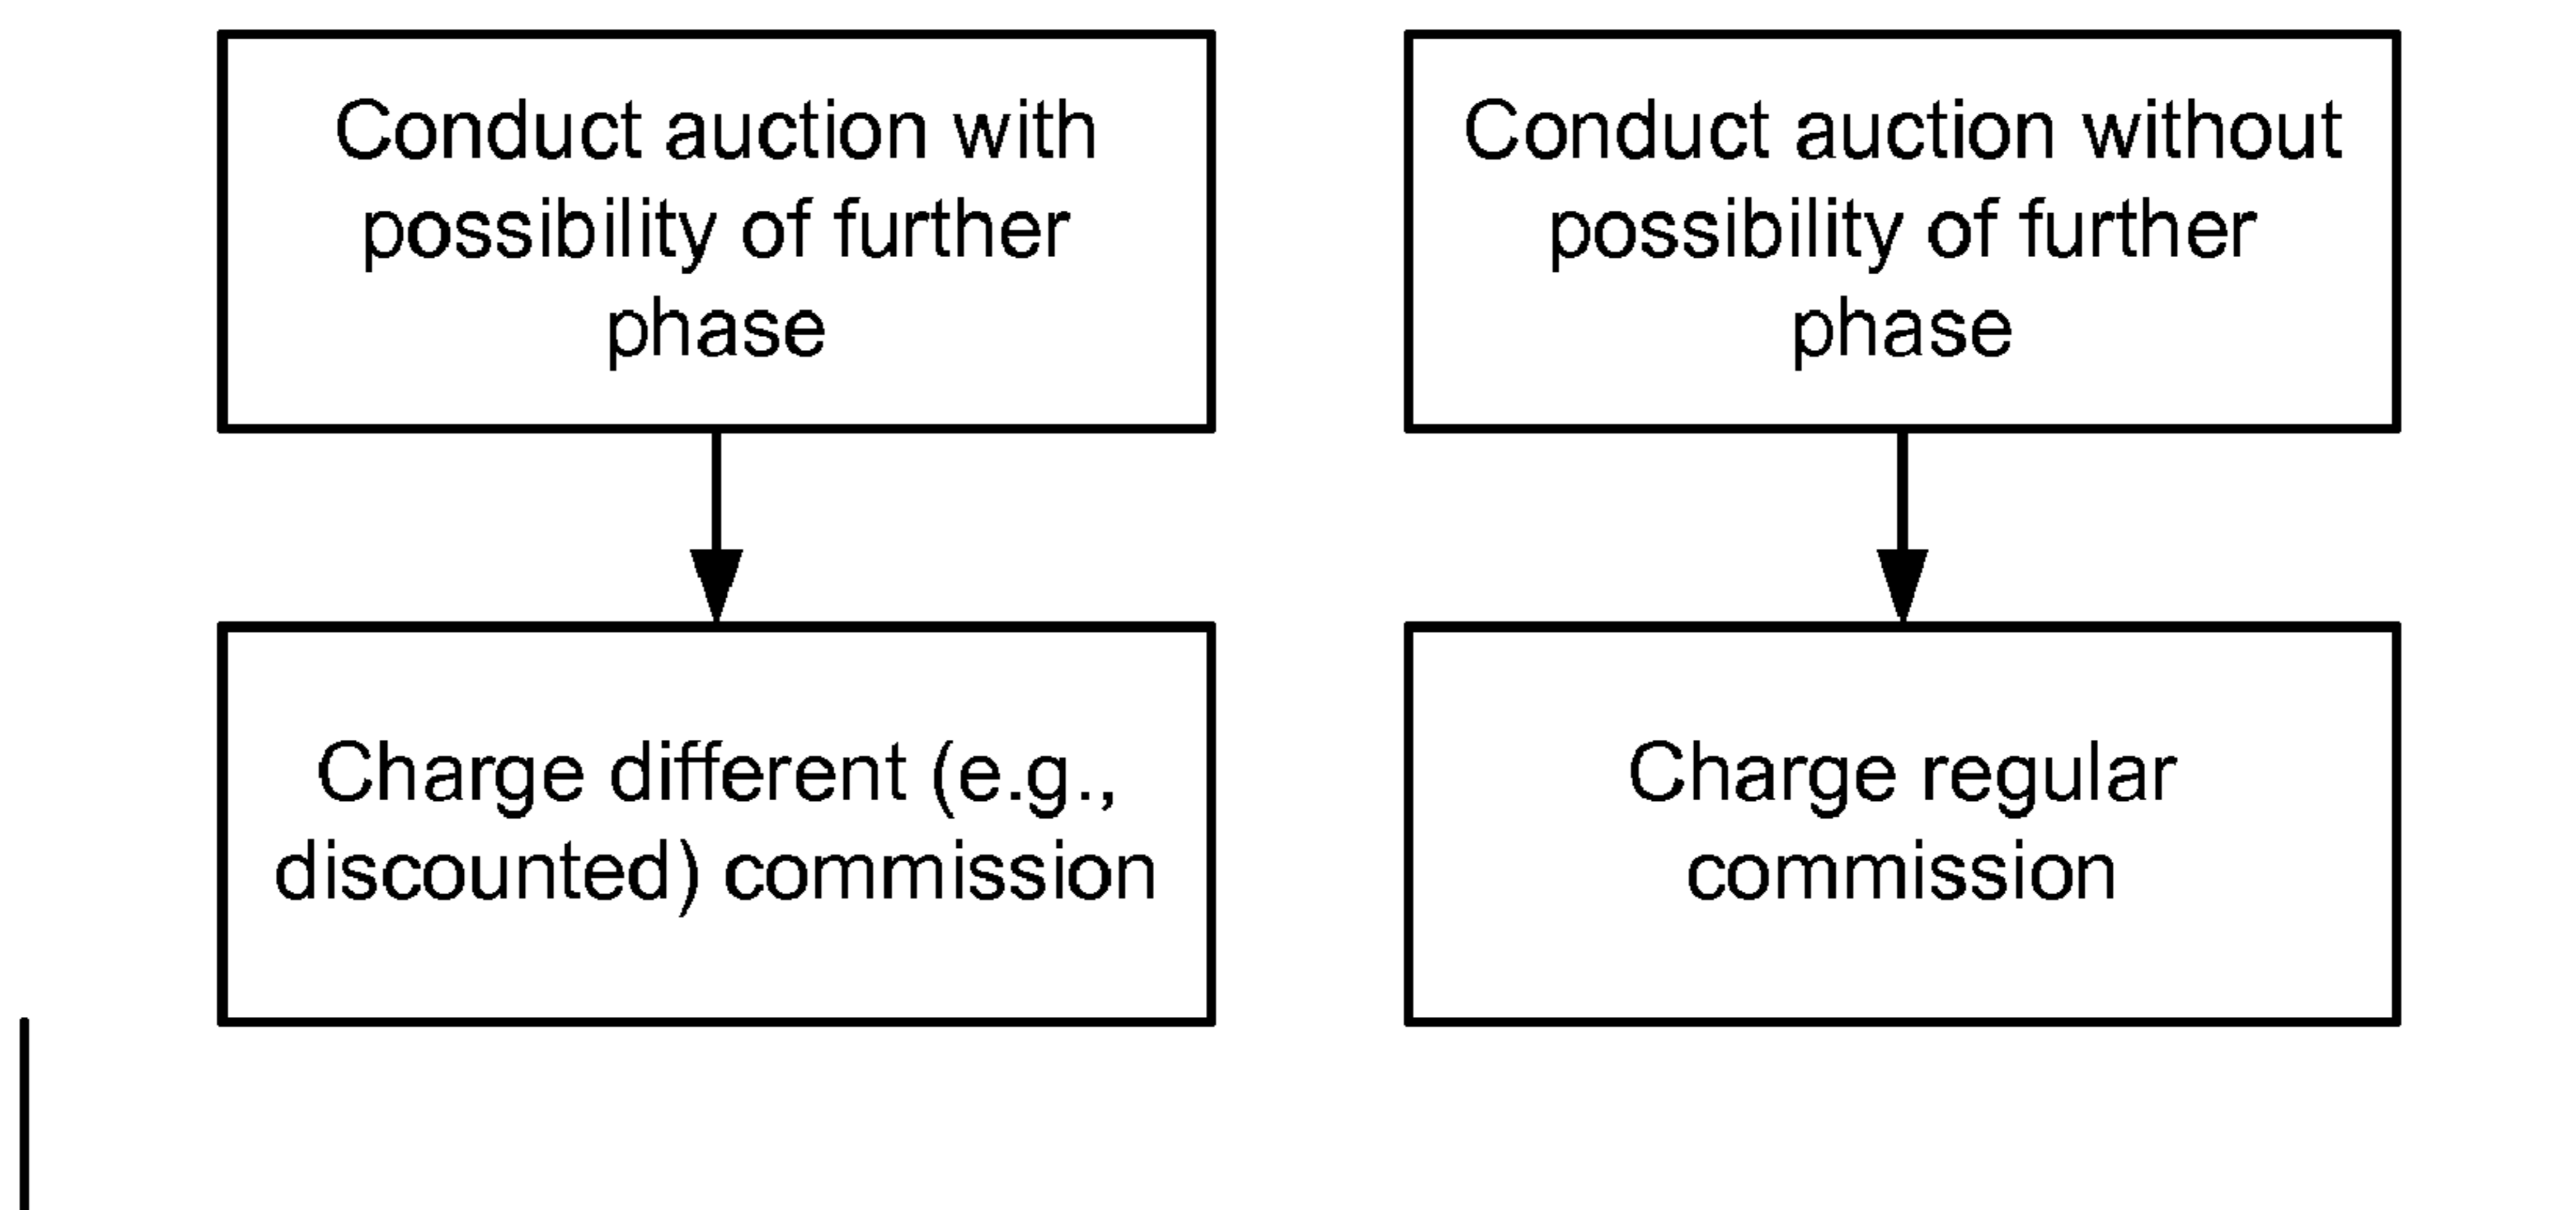 Conduct auction with
possibility of further
phase
Charge different (e.g.,
discounted) commission
Conduct auction without
possibility of further
phase
Charge regular
commission